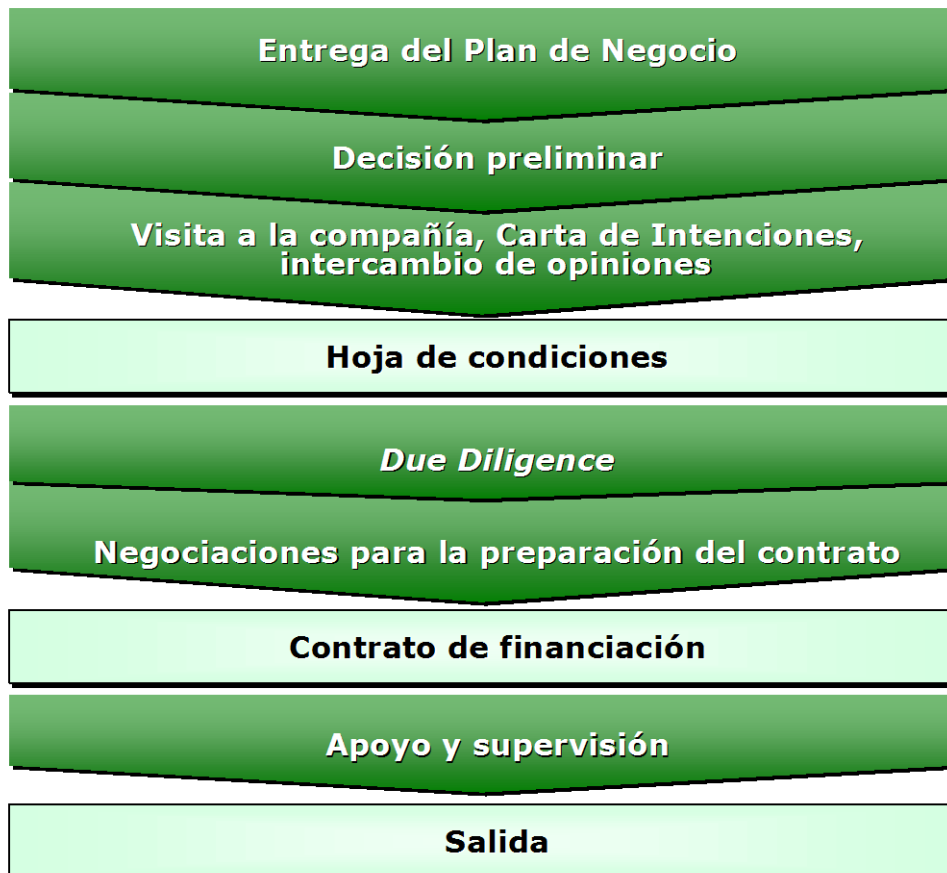 Entrega del Plan de Negocio
Decisión preliminar
Visita a la compañía, Carta de Intenciones,
intercambio de opiniones
Hoja de condiciones
Due Diligence
Negociaciones para la preparación del contrato
Contrato de financiación
Apoyo y supervisión
Salida